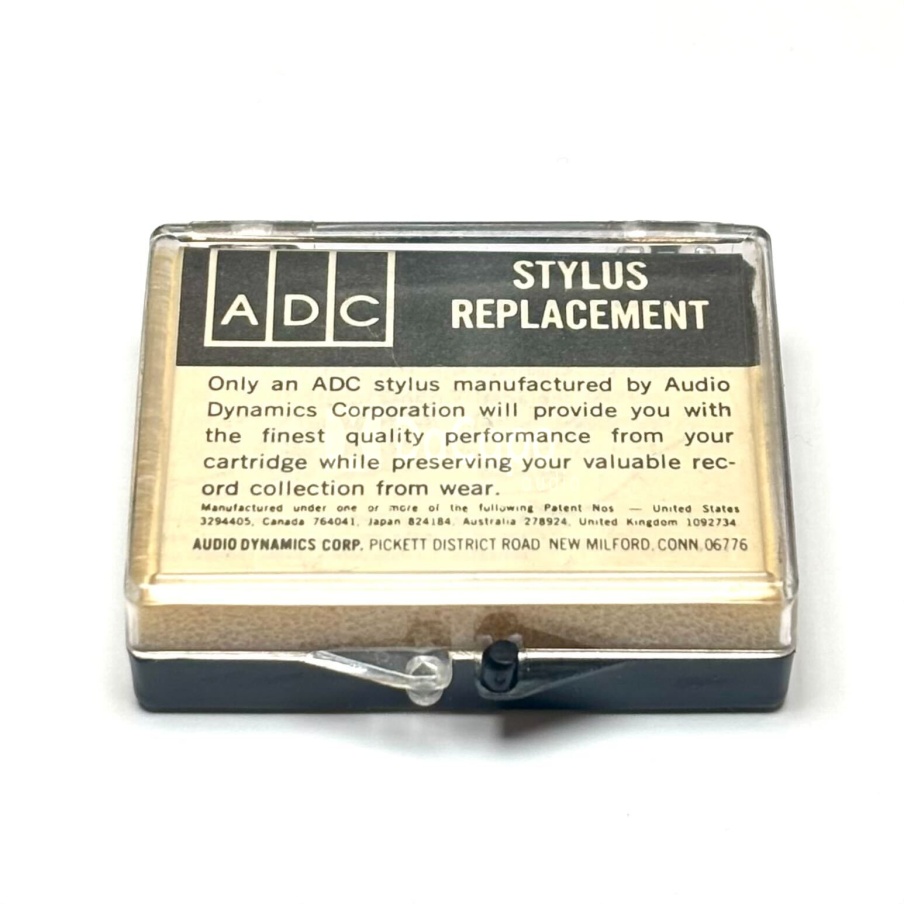 ADC
STYLUS
REPLACEMENT
Only an ADC stylus manufactured by Audio
Dynamics Corporation will provide you with
the finest quality performance from your
cartridge while preserving your valuable rec-
ord collection from wear.
Manufactured under one or more of the following Patent Nos — United States
3294405, Canada 764041, Japan 824184, Australia 278924, United Kingdom 1092734
AUDIO DYNAMICS CORP. PICKETT DISTRICT ROAD NEW MILFORD, CONN. 06776